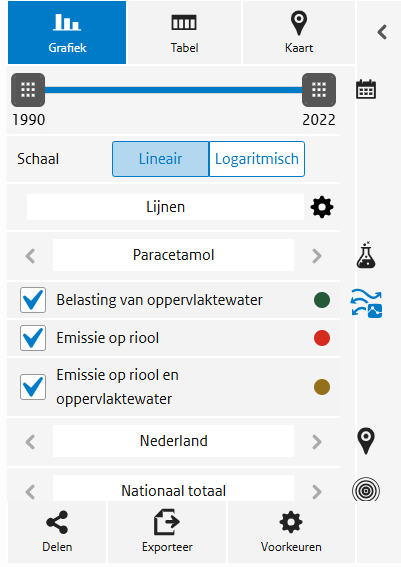 Grafiek
Tabel
Kaart
1990
2022
Schaal
Lineair
Logaritmisch
Lijnen
Paracetamol
Belasting van oppervlaktewater
Emissie op riool
Emissie op riool en
oppervlaktewater
Nederland
Nationaal totaal
Delen
Exporteer
Voorkeuren